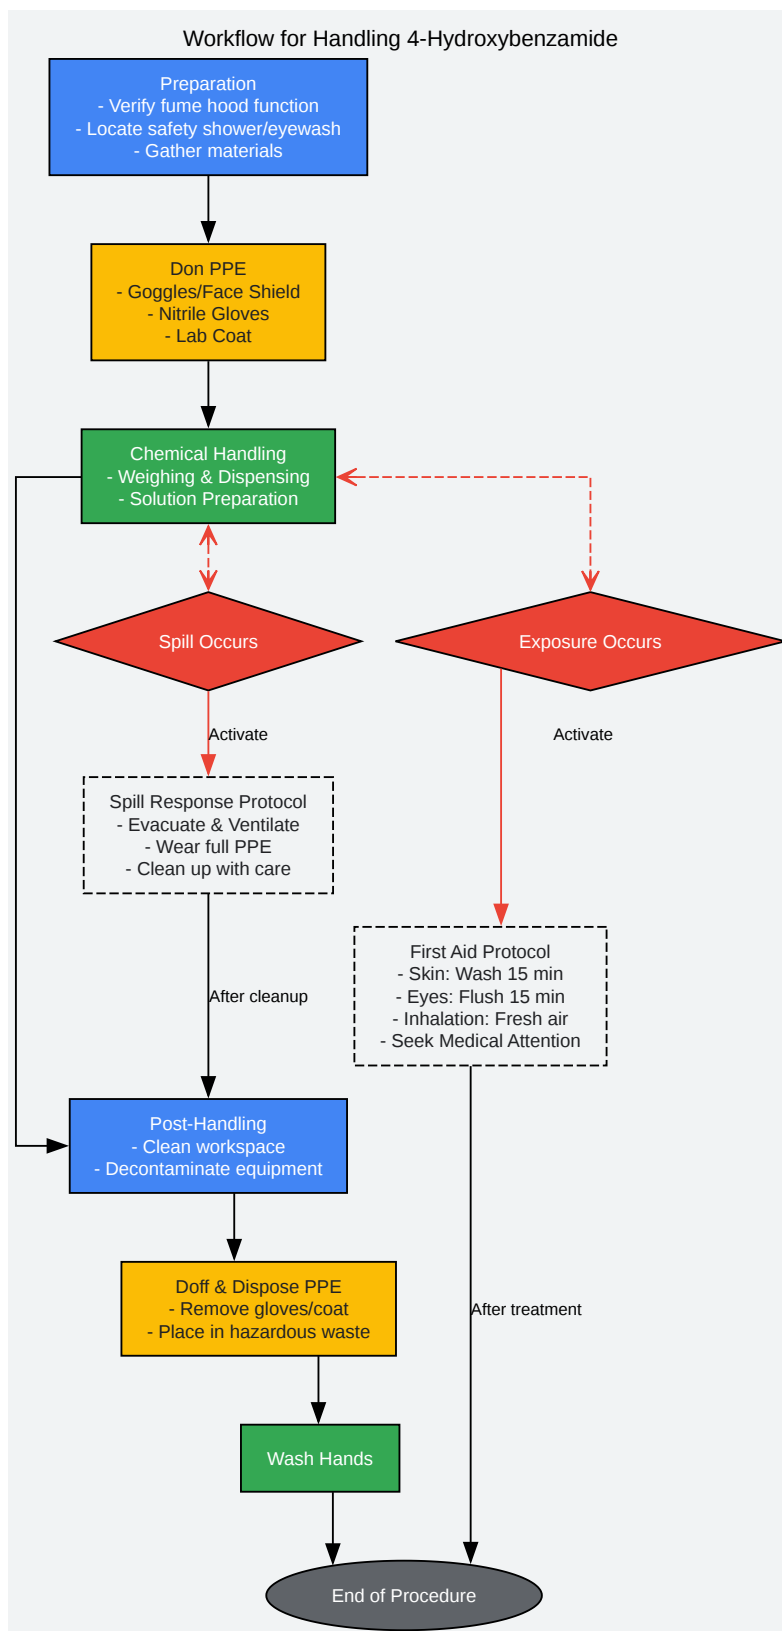 Workflow for Handling 4-Hydroxybenzamide
Preparation
- Verify fume hood function
- Locate safety shower/eyewash
- Gather materials
Don PPE
- Goggles/Face Shield
- Nitrile Gloves
- Lab Coat
Chemical Handling
- Weighing & Dispensing
- Solution Preparation
Spill Occurs
Exposure Occurs
Activate
Activate
Spill Response Protocol
- Evacuate & Ventilate
- Wear full PPE
- Clean up with care
First Aid Protocol
- Skin: Wash 15 min
- Eyes: Flush 15 min
- Inhalation: Fresh air
- Seek Medical Attention
After cleanup
Post-Handling
- Clean workspace
- Decontaminate equipment
Doff & Dispose PPE
- Remove gloves/coat
- Place in hazardous waste
After treatment
Wash Hands
End of Procedure